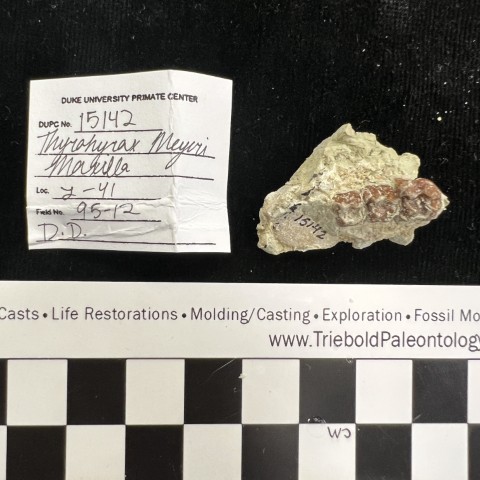 DUKE UNIVERSITY PRIMATE CENTER
DUPC No. 15142
Thyrohyrax Meyeri
Maxilla
Loc. L-41
Field No. 95-12
D.D.
15142
Casts • Life Restorations • Molding/Casting • Exploration • Fossil Mo
www.TrieboldPaleontology
CM